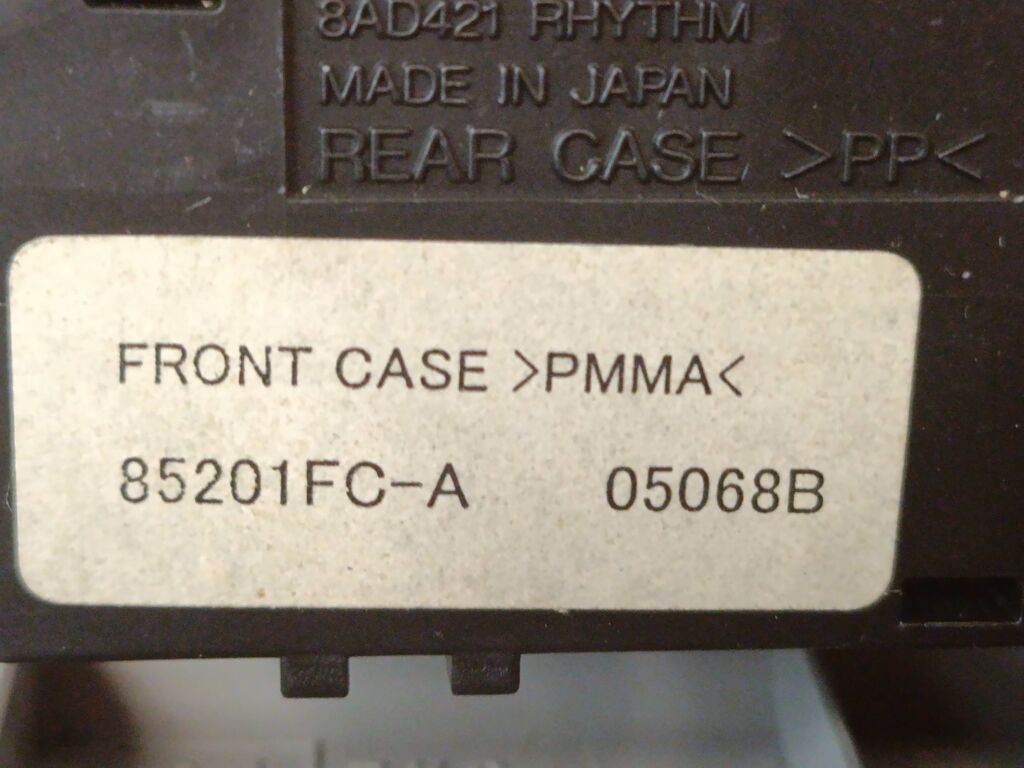 8AD421 RHYTHM
MADE IN JAPAN
REAR CASE >PP<
FRONT CASE >PMMA<
85201FC-A 05068B